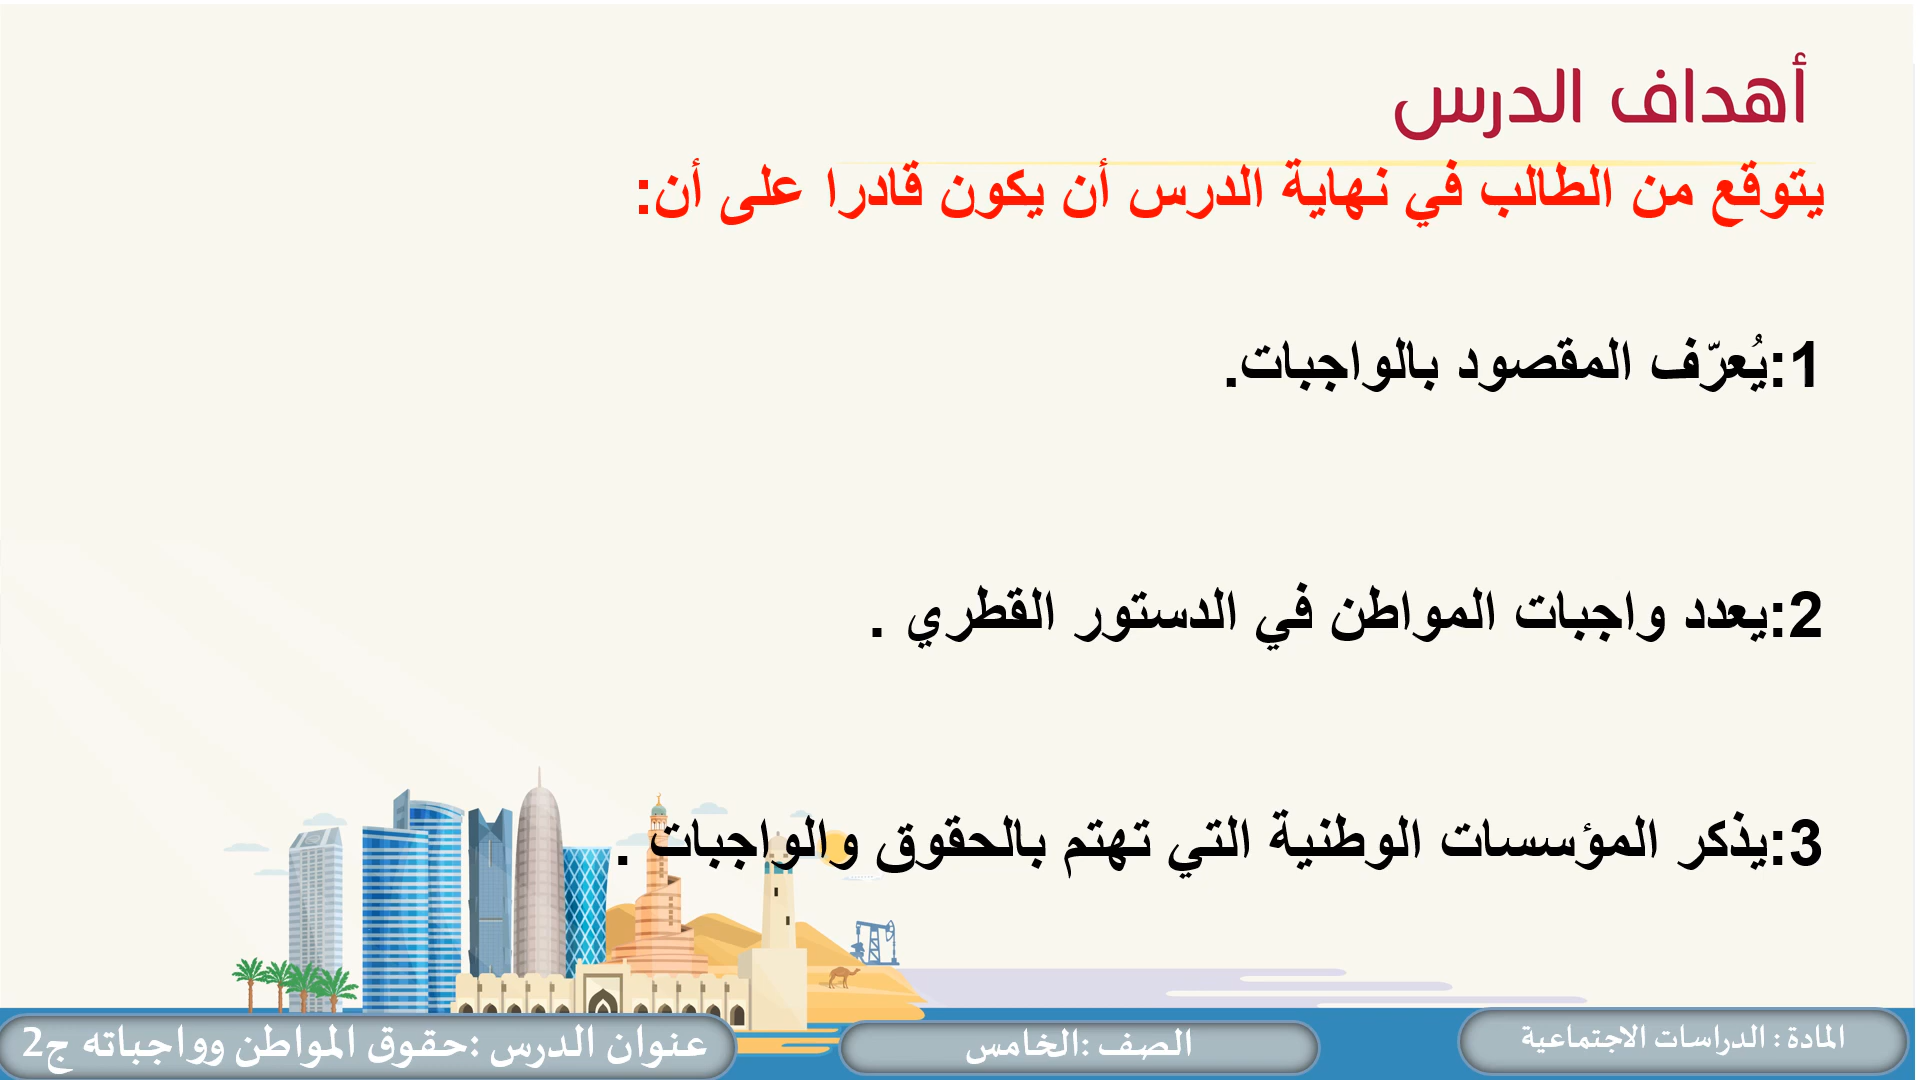 أهداف الدرس
يتوقع من الطالب في نهاية الدرس أن يكون قادرا على أن:
1:يُعرّف المقصود بالواجبات.
2:يعدد واجبات المواطن في الدستور القطري .
3:يذكر المؤسسات الوطنية التي تهتم بالحقوق والواجبات .
المادة : الدراسات الاجتماعية
الصف :الخامس
عنوان الدرس :حقوق المواطن وواجباته ج2